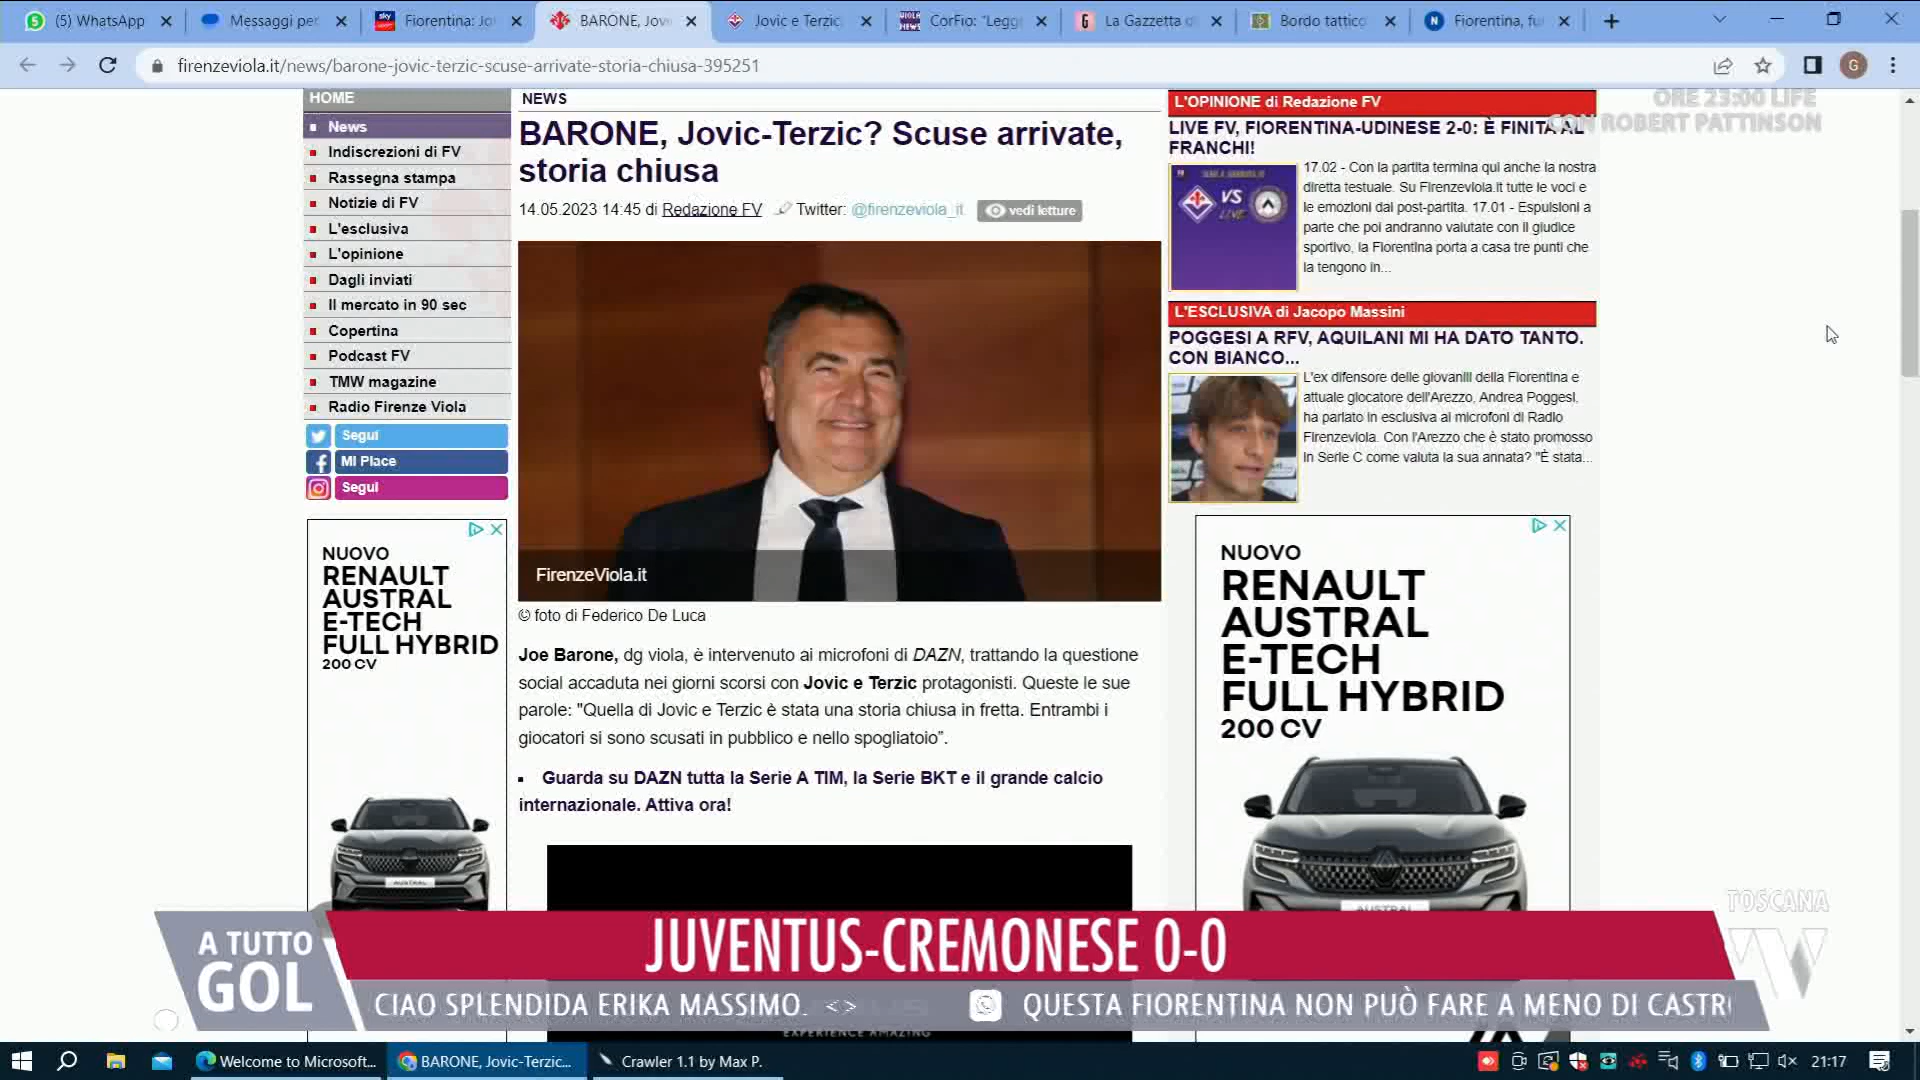 (5) WhatsApp
Messaggi per
Fiorentina: Jo
BARONE, Jov
Jovic e Terzic
CorFio: "Legg
La Gazzetta d
Bordo tattico
Fiorentina, fu
firenzeviola.it/news/barone-jovic-terzic-scuse-arrivate-storia-chiusa-395251
G
ORE 23:00 LIFE
CON ROBERT PATTINSON
HOME
News
Indiscrezioni di FV
Rassegna stampa
Notizie di FV
L'esclusiva
L'opinione
Dagli inviati
Il mercato in 90 sec
Copertina
Podcast FV
TMW magazine
Radio Firenze Viola
Segui
Mi Piace
Segui
NUOVO
RENAULT
AUSTRAL
E-TECH
FULL HYBRID
200 CV
NEWS
BARONE, Jovic-Terzic? Scuse arrivate,
storia chiusa
14.05.2023 14:45 di Redazione FV Twitter: @firenzeviola_it vedi letture
FirenzeViola.it
© foto di Federico De Luca
Joe Barone, dg viola, è intervenuto ai microfoni di DAZN, trattando la questione
social accaduta nei giorni scorsi con Jovic e Terzic protagonisti. Queste le sue
parole: "Quella di Jovic e Terzic è stata una storia chiusa in fretta. Entrambi i
giocatori si sono scusati in pubblico e nello spogliatoio”.
Guarda su DAZN tutta la Serie A TIM, la Serie BKT e il grande calcio
internazionale. Attiva ora!
L'OPINIONE di Redazione FV
LIVE FV, FIORENTINA-UDINESE 2-0: È FINITA AL
FRANCHI!
VS
LIVE
17.02 - Con la partita termina qui anche la nostra
diretta testuale. Su Firenzeviola.it tutte le voci e
le emozioni dal post-partita. 17.01 - Espulsioni a
parte che poi andranno valutate con il giudice
sportivo, la Fiorentina porta a casa tre punti che
la tengono in...
L'ESCLUSIVA di Jacopo Massini
POGGESI A RFV, AQUILANI MI HA DATO TANTO.
CON BIANCO...
L'ex difensore delle giovanili della Fiorentina e
attuale giocatore dell'Arezzo, Andrea Poggesi,
ha parlato in esclusiva ai microfoni di Radio
Firenzeviola. Con l'Arezzo che è stato promosso
in Serie C come valuta la sua annata? "È stata...
NUOVO
RENAULT
AUSTRAL
E-TECH
FULL HYBRID
200 CV
AUSTRAL
AUSTRAL
TOSCANA
A TUTTO
GOL
JUVENTUS-CREMONESE 0-0
CIAO SPLENDIDA ERIKA MASSIMO. <> QUESTA FIORENTINA NON PUÒ FARE A MENO DI CASTR
EXPERIENCE AMAZING
Welcome to Microsoft...
BARONE, Jovic-Terzic...
Crawler 1.1 by Max P.
21:17